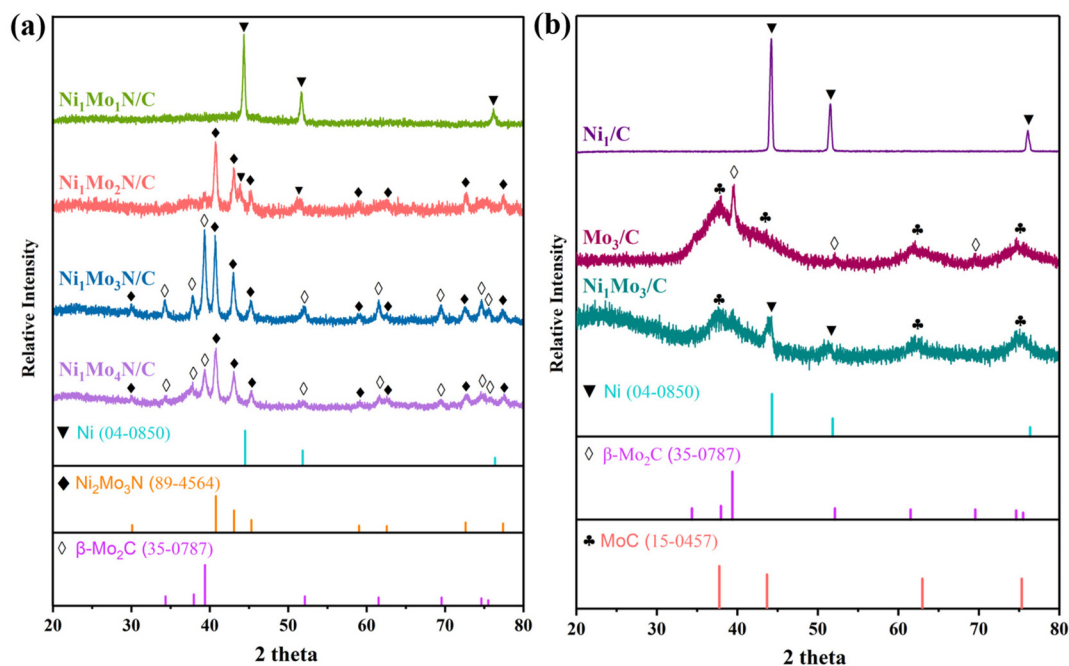 (a)
Relative Intensity
Ni₁Mo₁N/C
Ni₁Mo₂N/C
Ni₁Mo₃N/C
Ni₁Mo₄N/C
▼ Ni (04-0850)
◆ Ni₂Mo₃N (89-4564)
◇ β-Mo₂C (35-0787)
20 30 40 50 60 70 80
2 theta
(b)
Relative Intensity
Ni₁/C
Mo₃/C
Ni₁Mo₃/C
▼ Ni (04-0850)
◇ β-Mo₂C (35-0787)
♣ MoC (15-0457)
20 30 40 50 60 70 80
2 theta